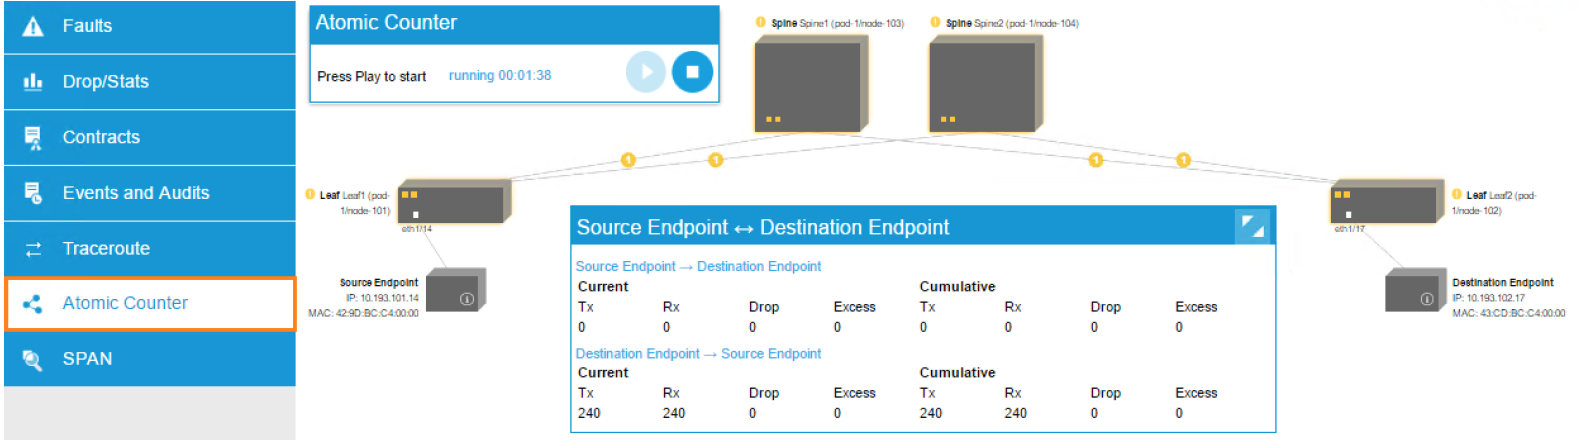 Faults
Drop/Stats
Contracts
Events and Audits
Traceroute
Atomic Counter
SPAN
Atomic Counter
Press Play to start running 00:01:38
Spine Spine1 (pod-1/node-103)
Spine Spine2 (pod-1/node-104)
1 1 1 1
Leaf Leaf1 (pod-
1/node-101)
eth1/14
Source Endpoint
IP: 10.193.101.14
MAC: 42:9D:BC:C4:00:00
Leaf Leaf2 (pod-
1/node-102)
eth1/17
Destination Endpoint
IP: 10.193.102.17
MAC: 43:CD:BC:C4:00:00
Source Endpoint ↔ Destination Endpoint
Source Endpoint → Destination Endpoint
Current Cumulative
Tx Rx Drop Excess Tx Rx Drop Excess
0 0 0 0 0 0 0 0
Destination Endpoint → Source Endpoint
Current Cumulative
Tx Rx Drop Excess Tx Rx Drop Excess
240 240 0 0 240 240 0 0